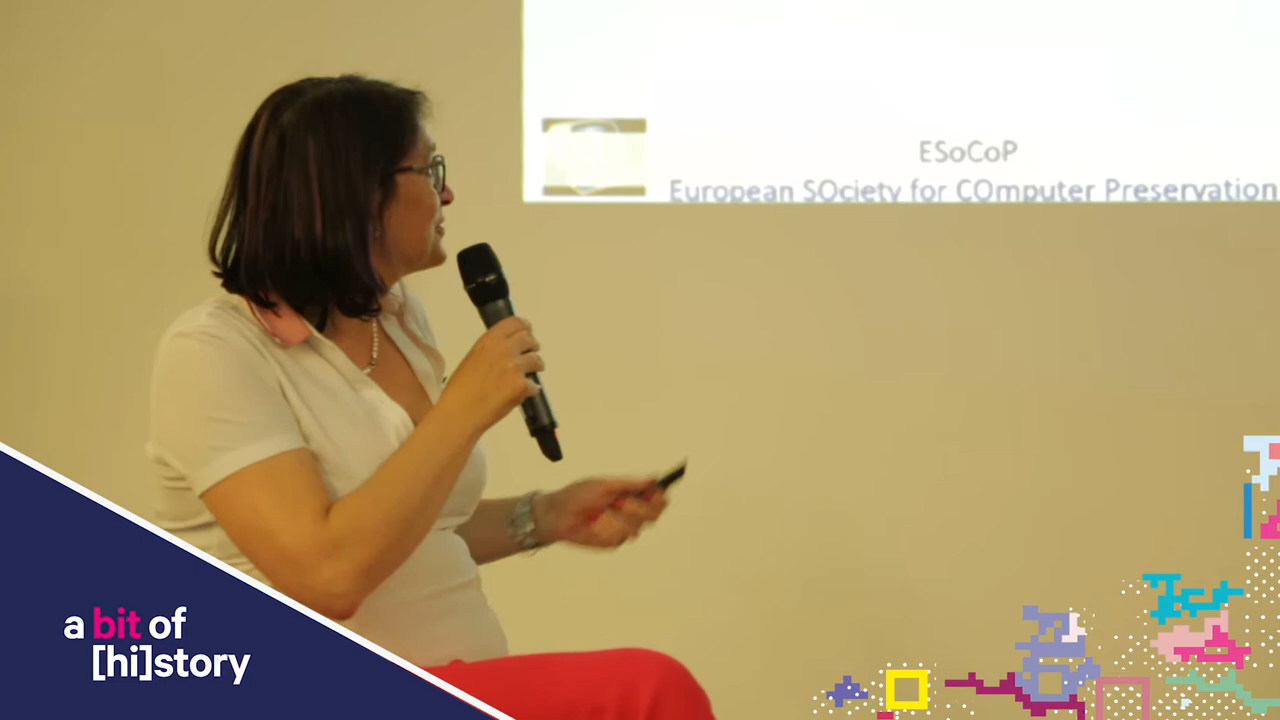 ESoCoP
European SOciety for COmputer Preservation
a bit of
[hi]story